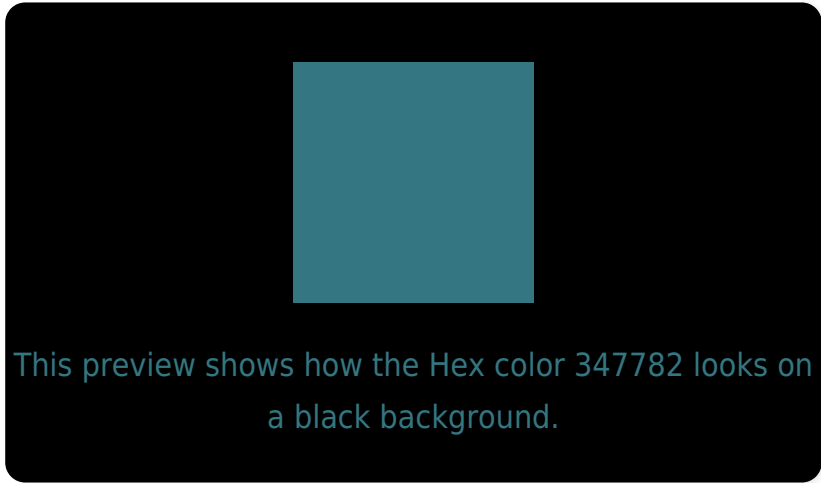 This preview shows how the Hex color 347782 looks on
a black background.